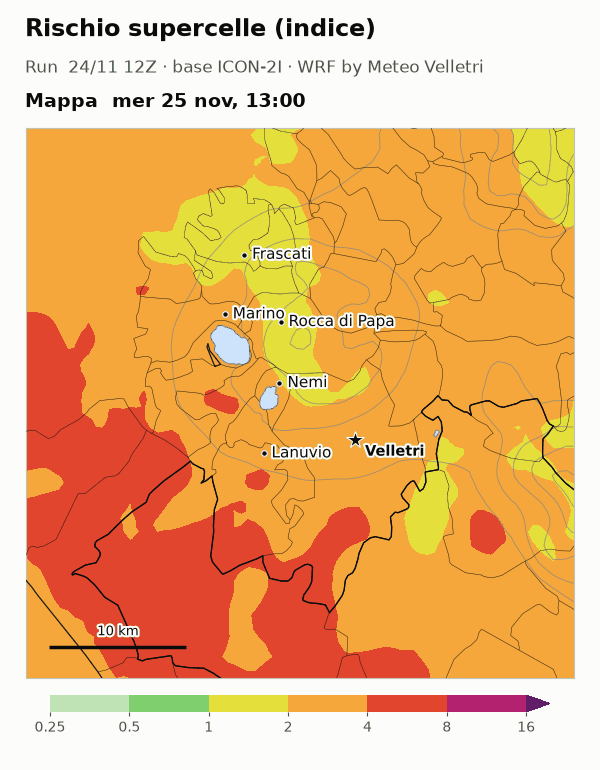 Rischio supercelle (indice)
Run  24/11 12Z · base ICON-2I · WRF by Meteo Velletri
Mappa  mer 25 nov, 13:00
Frascati
Marino
Rocca di Papa
Nemi
Velletri
Lanuvio
10 km
0.25 0.5 1 2 4 8 16